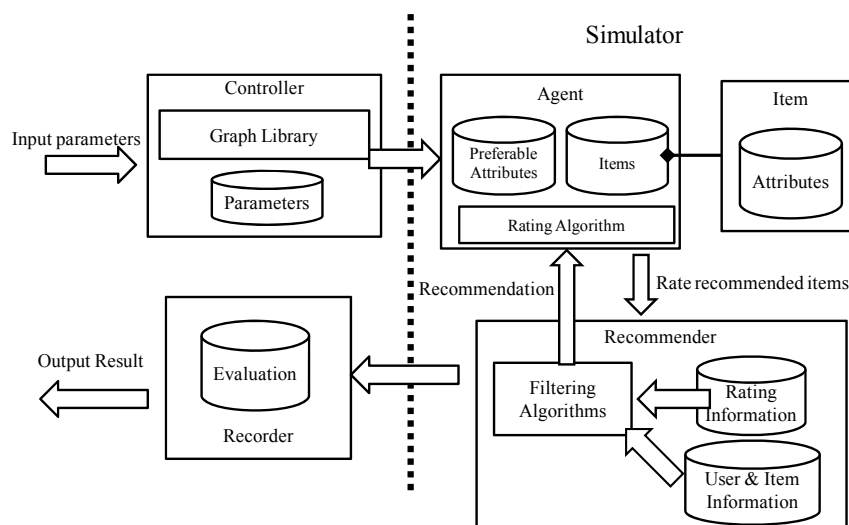 Simulator
Controller
Graph Library
Parameters
Input parameters
Agent
Preferable
Attributes
Items
Rating Algorithm
Item
Attributes
Recommendation
Rate recommended items
Output Result
Evaluation
Recorder
Recommender
Filtering
Algorithms
Rating
Information
User & Item
Information